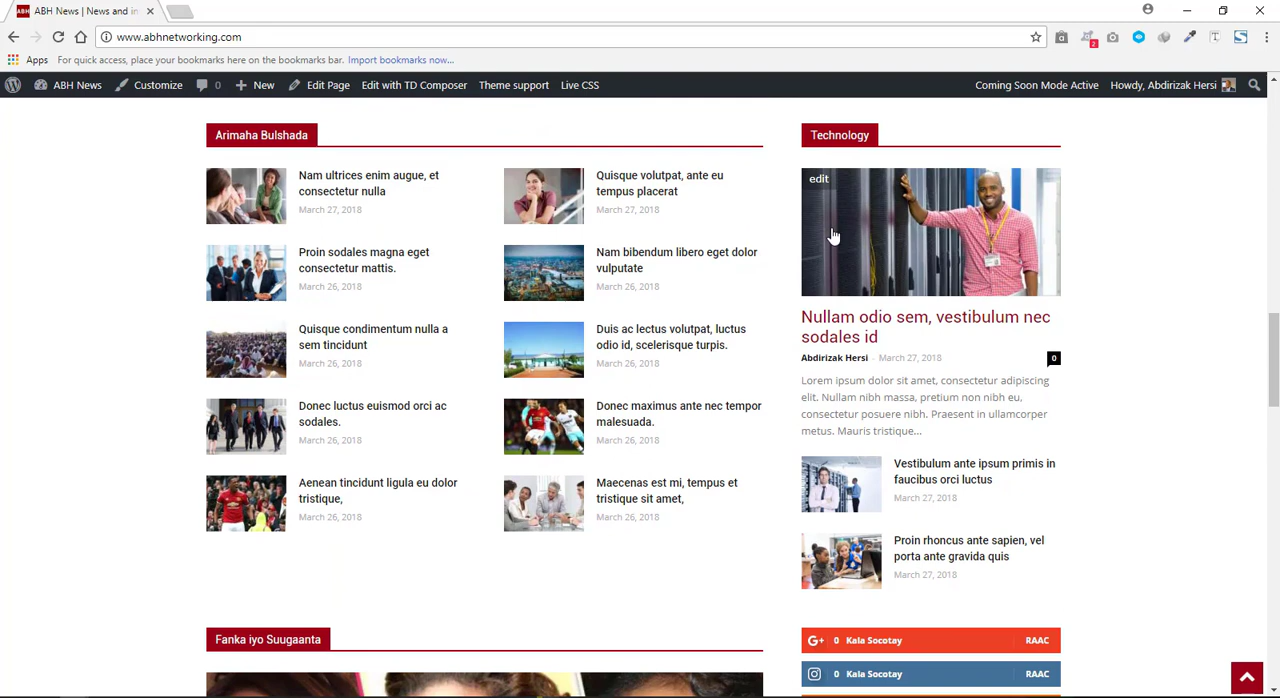 ABH News | News and in
www.abhnetworking.com
2
Apps
For quick access, place your bookmarks here on the bookmarks bar. Import bookmarks now...
ABH News
Customize
0
New
Edit Page
Edit with TD Composer
Theme support
Live CSS
Coming Soon Mode Active
Howdy, Abdirizak Hersi
Arimaha Bulshada
Nam ultrices enim augue, et
consectetur nulla
March 27, 2018
Proin sodales magna eget
consectetur mattis.
March 26, 2018
Quisque condimentum nulla a
sem tincidunt
March 26, 2018
Donec luctus euismod orci ac
sodales.
March 26, 2018
Aenean tincidunt ligula eu dolor
tristique,
March 26, 2018
Quisque volutpat, ante eu
tempus placerat
March 27, 2018
Nam bibendum libero eget dolor
vulputate
March 26, 2018
Duis ac lectus volutpat, luctus
odio id, scelerisque turpis.
March 26, 2018
Donec maximus ante nec tempor
malesuada.
March 26, 2018
Maecenas est mi, tempus et
tristique sit amet,
March 26, 2018
Fanka iyo Suugaanta
Technology
edit
Nullam odio sem, vestibulum nec
sodales id
Abdirizak Hersi - March 27, 2018
0
Lorem ipsum dolor sit amet, consectetur adipiscing
elit. Nullam nibh massa, pretium non nibh eu,
consectetur posuere nibh. Praesent in ullamcorper
metus. Mauris tristique...
Vestibulum ante ipsum primis in
faucibus orci luctus
March 27, 2018
Proin rhoncus ante sapien, vel
porta ante gravida quis
March 27, 2018
G+ 0 Kala Socotay RAAC
0 Kala Socotay RAAC